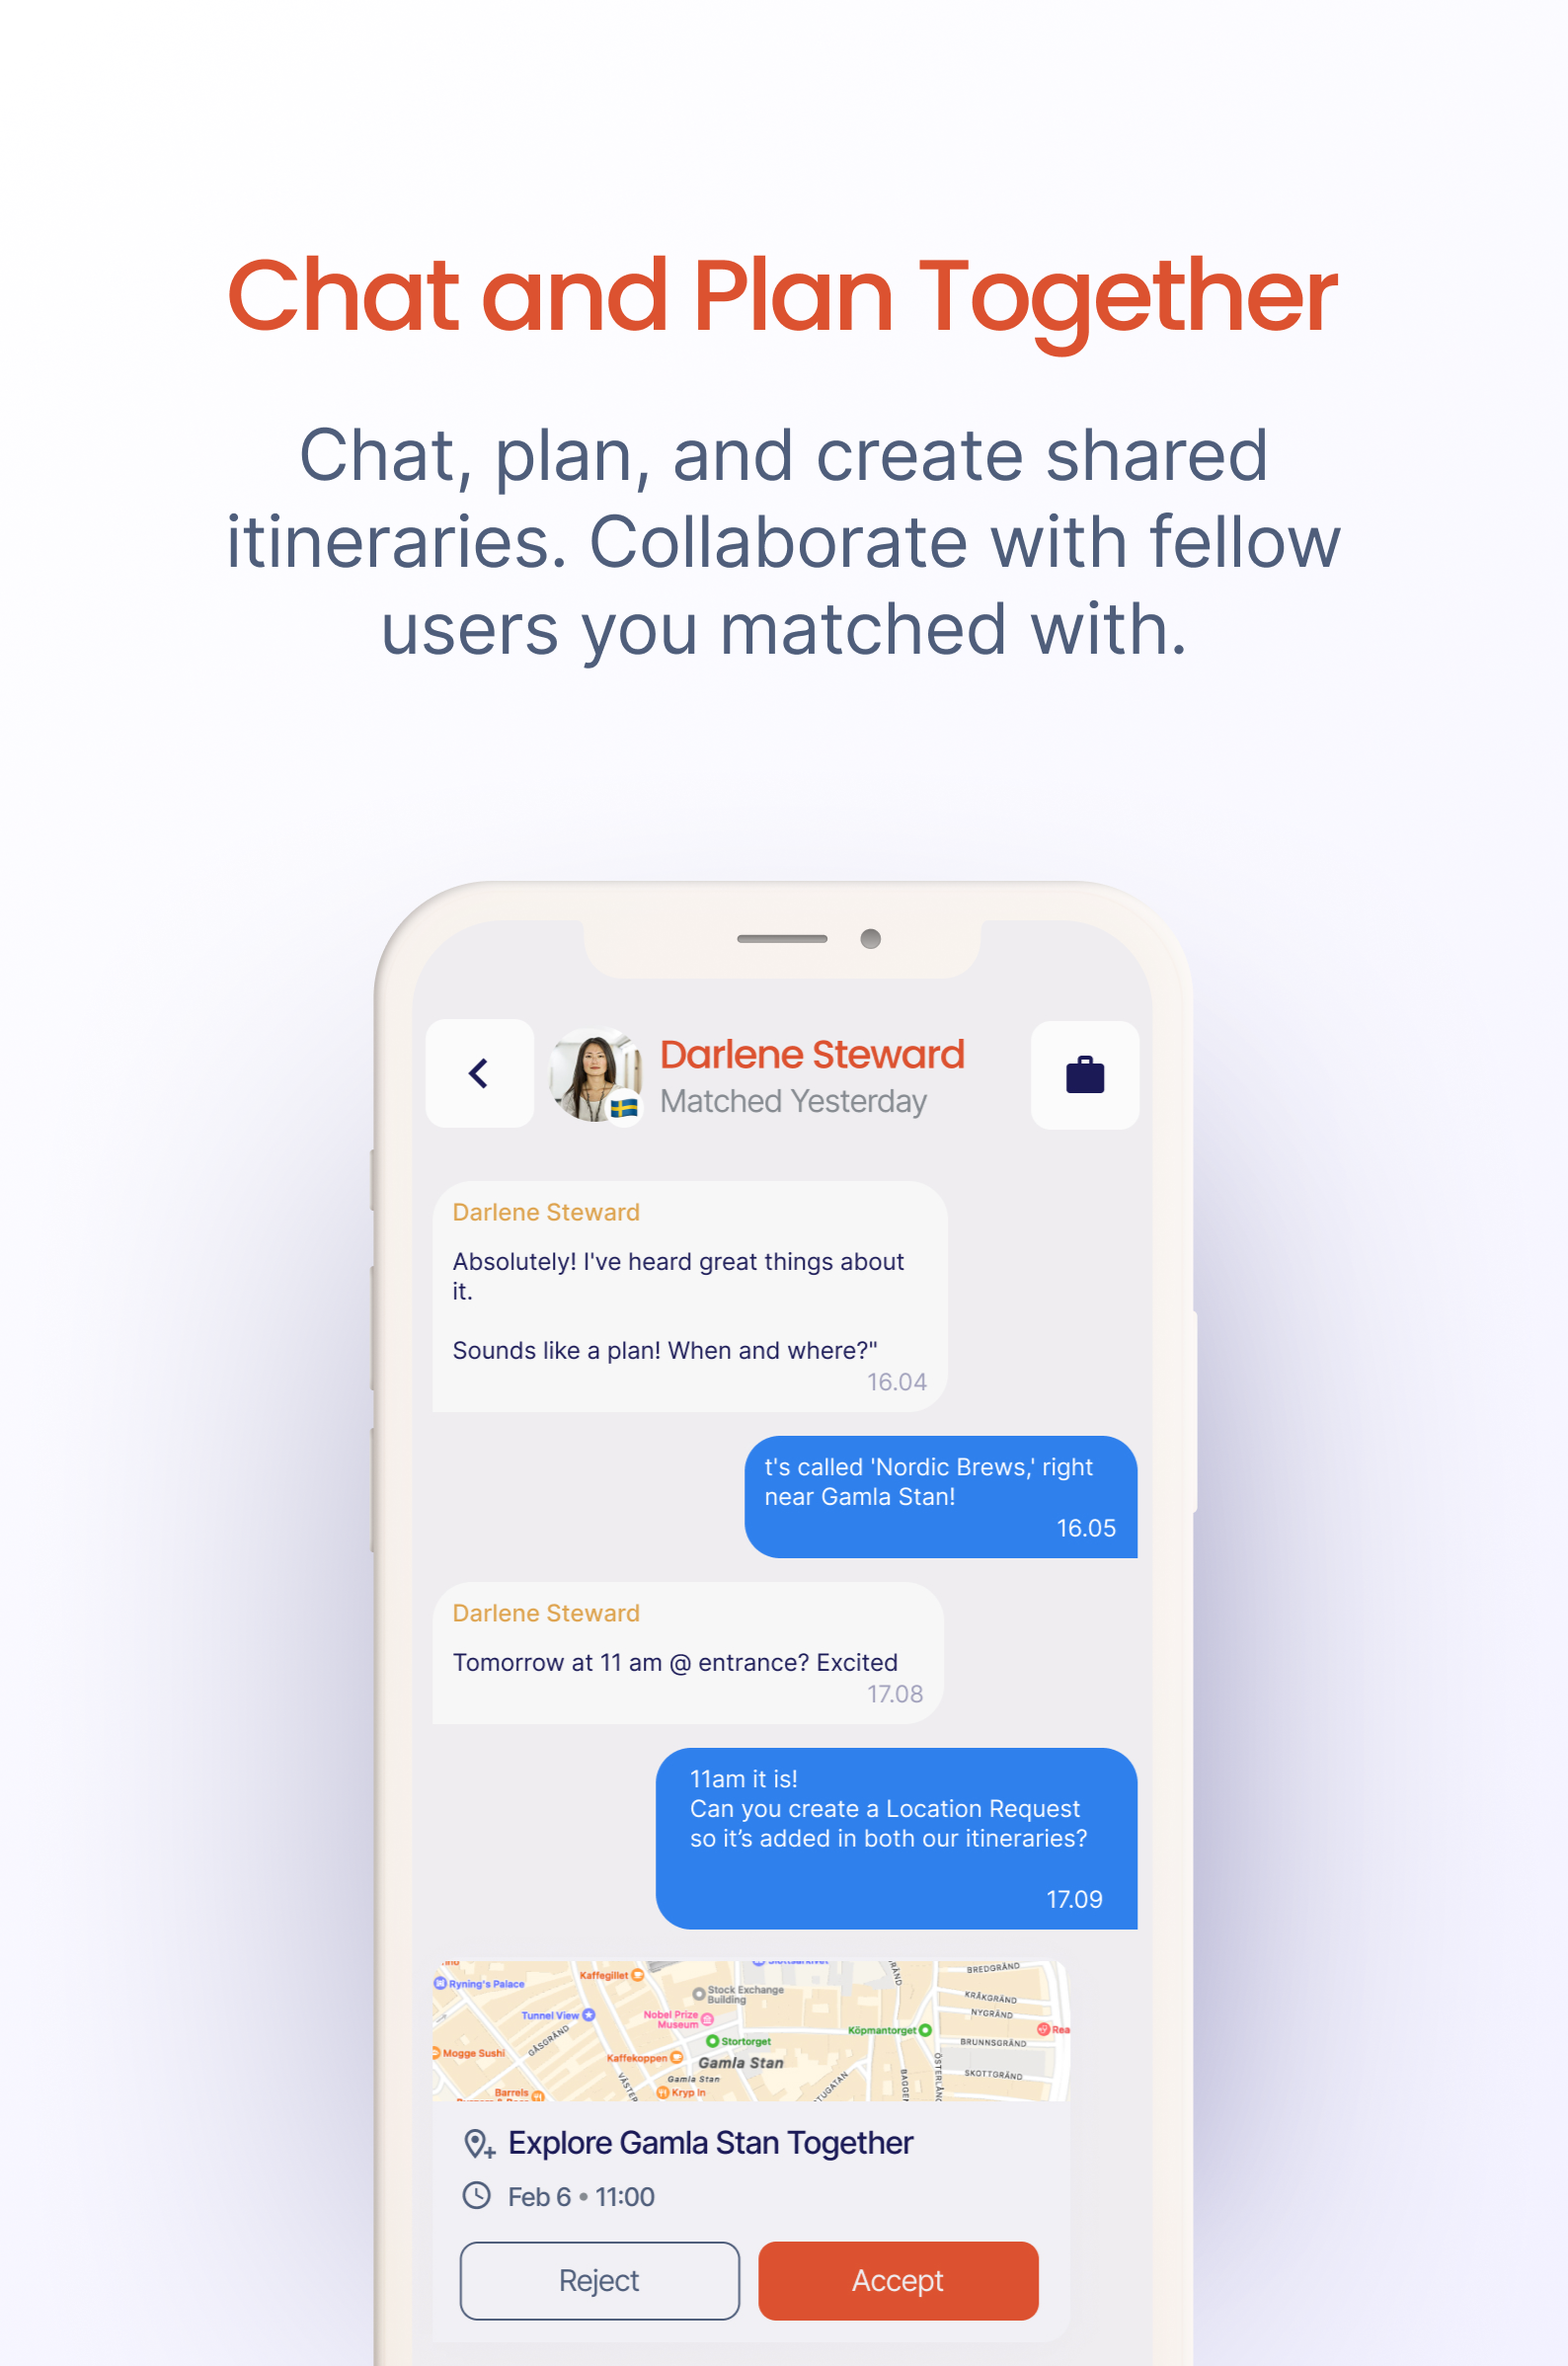 Chat and Plan Together
Chat, plan, and create shared
itineraries. Collaborate with fellow
users you matched with.
Darlene Steward
Matched Yesterday
Darlene Steward
Absolutely! I've heard great things about
it.
Sounds like a plan! When and where?"
16.04
t's called 'Nordic Brews,' right
near Gamla Stan!
16.05
Darlene Steward
Tomorrow at 11 am @ entrance? Excited
17.08
11am it is!
Can you create a Location Request
so it’s added in both our itineraries?
17.09
Ryning's Palace
Kaffegillet
Stock Exchange
Building
BREDGRÄND
KRÅKGRÄND
NYGRÄND
Tunnel View
Nobel Prize
Museum
Köpmantorget
Rea
Stortorget
BRUNNSGRÄND
GÅSGRÄND
Mogge Sushi
Kaffekoppen
Gamla Stan
Gamla Stan
SKOTTGRÄND
VÄSTER
Kryp In
TUGATAN
BAGGEN
ÖSTERLÅNG
Barrels
Explore Gamla Stan Together
Feb 6 • 11:00
Reject
Accept